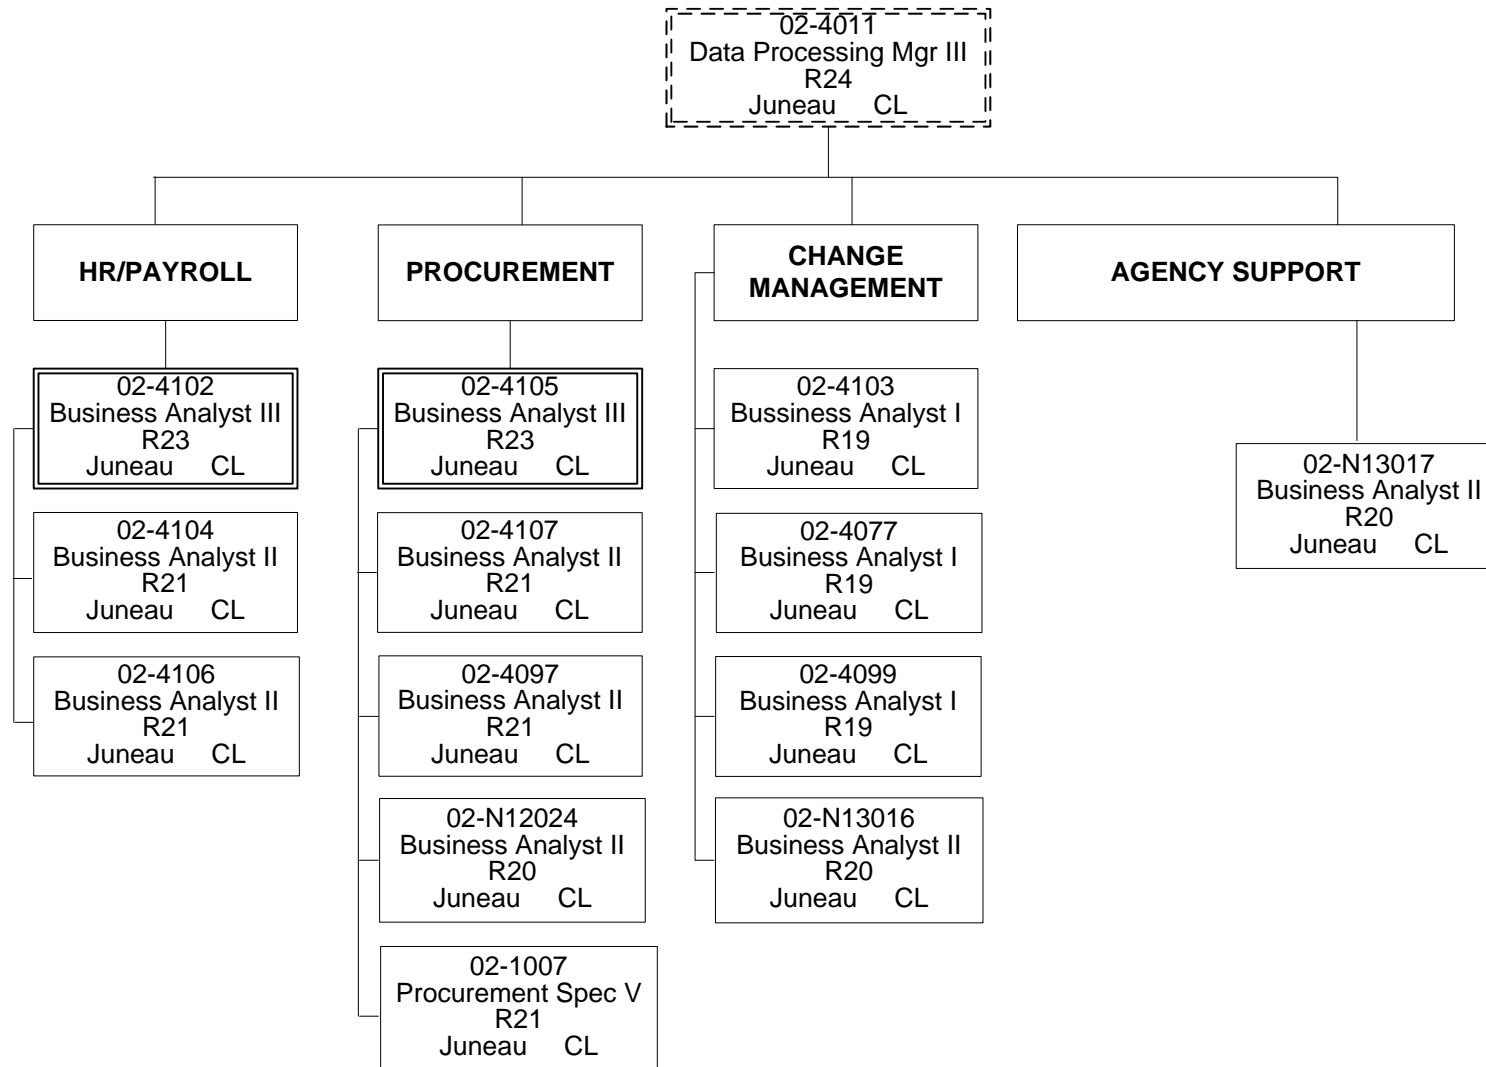 02-4011
Data Processing Mgr III
R24
Juneau CL
HR/PAYROLL
PROCUREMENT
CHANGE
MANAGEMENT
AGENCY SUPPORT
02-4102
Business Analyst III
R23
Juneau CL
02-4104
Business Analyst II
R21
Juneau CL
02-4106
Business Analyst II
R21
Juneau CL
02-4105
Business Analyst III
R23
Juneau CL
02-4107
Business Analyst II
R21
Juneau CL
02-4097
Business Analyst II
R21
Juneau CL
02-N12024
Business Analyst II
R20
Juneau CL
02-1007
Procurement Spec V
R21
Juneau CL
02-4103
Bussiness Analyst I
R19
Juneau CL
02-4077
Business Analyst I
R19
Juneau CL
02-4099
Business Analyst I
R19
Juneau CL
02-N13016
Business Analyst II
R20
Juneau CL
02-N13017
Business Analyst II
R20
Juneau CL